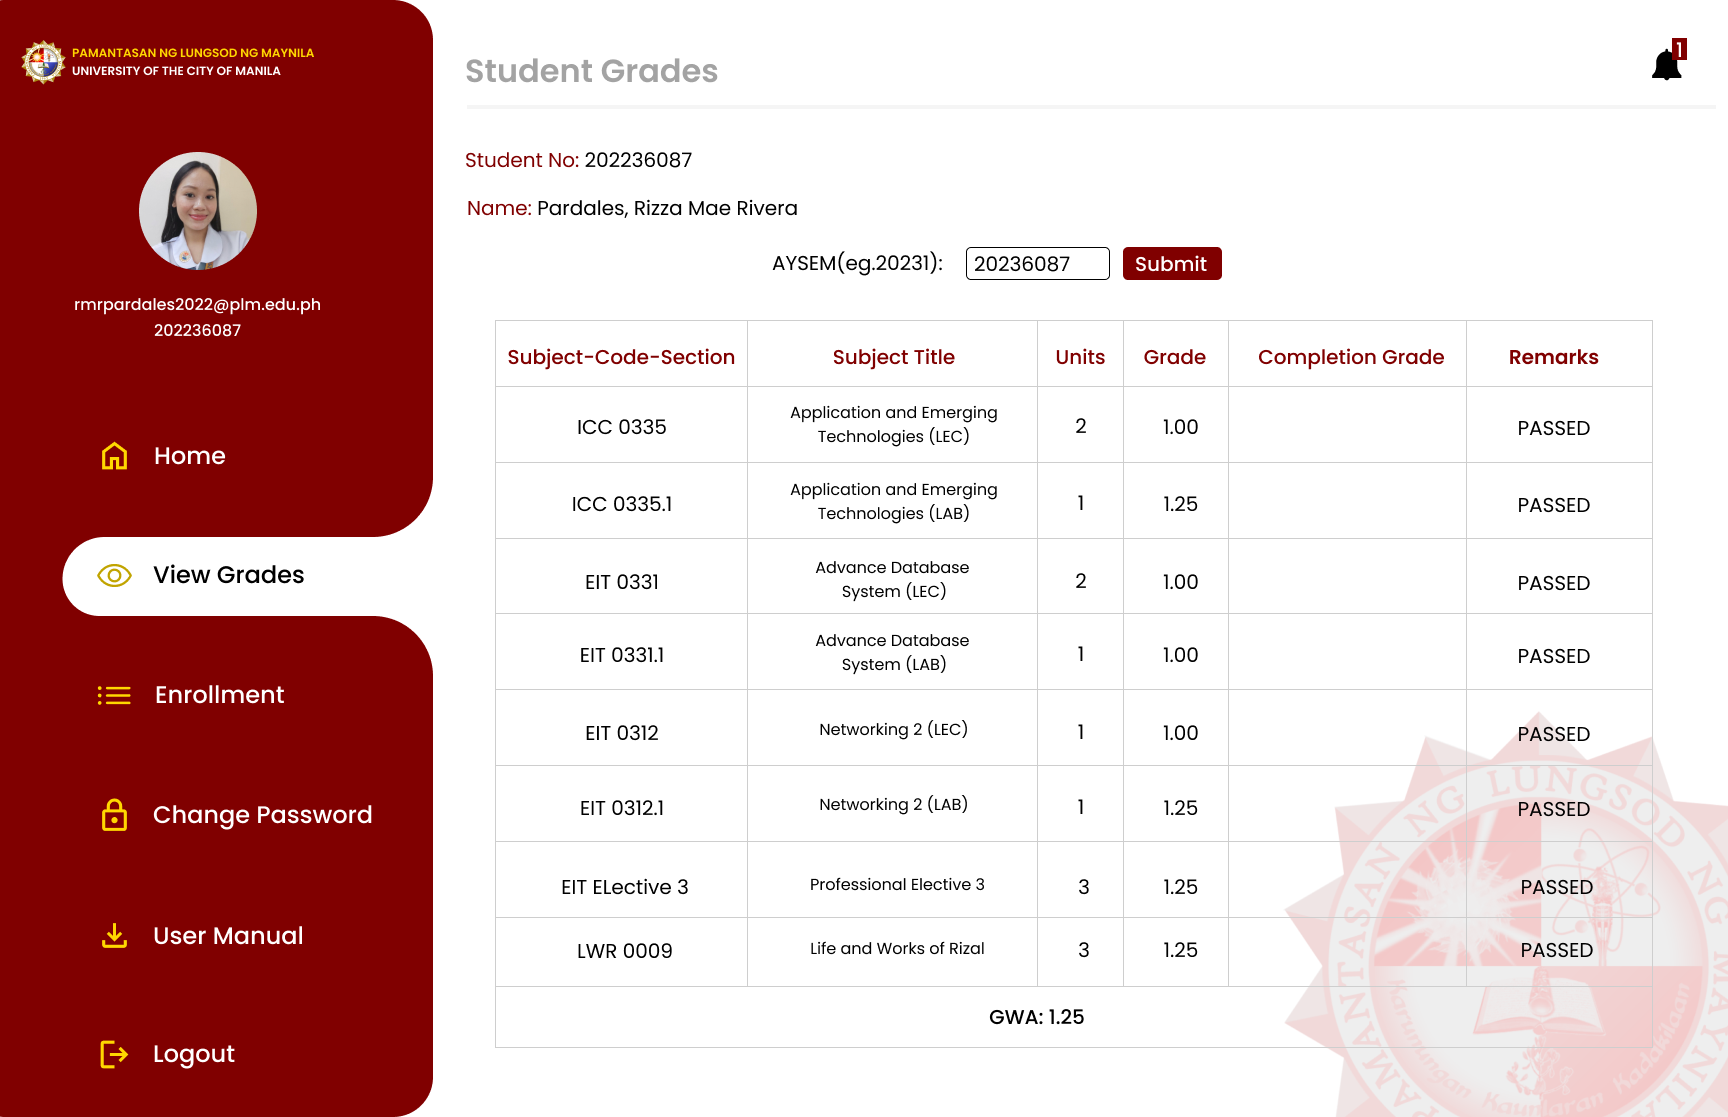 PAMANTASAN NG LUNGSOD NG MAYNILA
UNIVERSITY OF THE CITY OF MANILA
rmrpardales2022@plm.edu.ph
202236087
Home
View Grades
Enrollment
Change Password
User Manual
Logout
Student Grades
1
Student No: 202236087
Name: Pardales, Rizza Mae Rivera
AYSEM(eg.20231): 20236087 Submit
Subject-Code-Section Subject Title Units Grade Completion Grade Remarks
ICC 0335 Application and Emerging Technologies (LEC) 2 1.00 PASSED
ICC 0335.1 Application and Emerging Technologies (LAB) 1 1.25 PASSED
EIT 0331 Advance Database System (LEC) 2 1.00 PASSED
EIT 0331.1 Advance Database System (LAB) 1 1.00 PASSED
EIT 0312 Networking 2 (LEC) 1 1.00 PASSED
EIT 0312.1 Networking 2 (LAB) 1 1.25 PASSED
EIT ELective 3 Professional Elective 3 3 1.25 PASSED
LWR 0009 Life and Works of Rizal 3 1.25 PASSED
GWA: 1.25
PAMANTASAN NG LUNGSOD NG MAYNILA
Karunungan Kaunlaran Kadakilaan